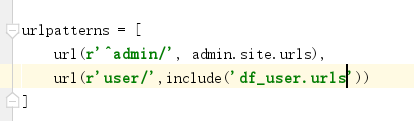 urlpatterns = [
    url(r'^admin/', admin.site.urls),
    url(r'user/',include('df_user.urls'))
]